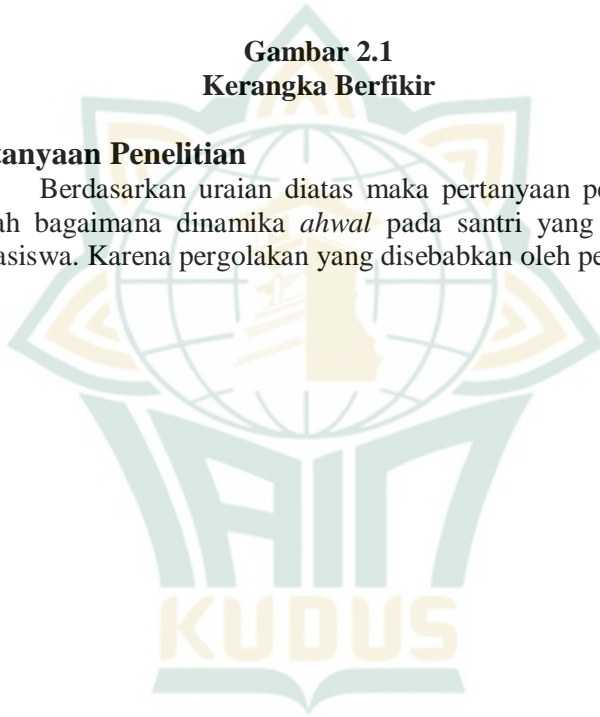 Gambar 2.1
Kerangka Berfikir
tanyaan Penelitian
Berdasarkan uraian diatas maka pertanyaan pe
ah bagaimana dinamika ahwal pada santri yang
asiswa. Karena pergolakan yang disebabkan oleh pe
IAIN
KUDUS